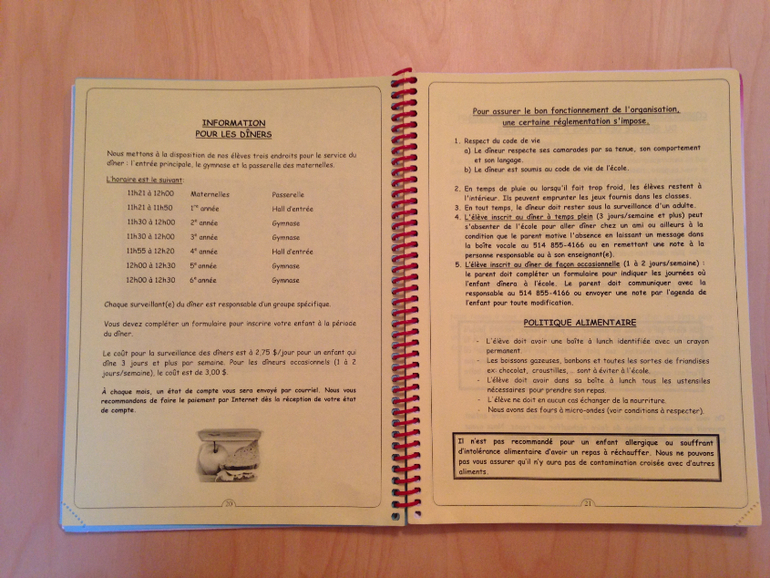 INFORMATION
POUR LES DÎNERS
Nous mettons à la disposition de nos élèves trois endroits pour le service du
dîner : l'entrée principale, le gymnase et la passerelle des maternelles.
L'horaire est le suivant:
11h21 à 12h00 Maternelles Passerelle
11h21 à 11h50 1re année Hall d'entrée
11h30 à 12h00 2e année Gymnase
11h30 à 12h00 3e année Gymnase
11h55 à 12h20 4e année Hall d'entrée
12h00 à 12h30 5e année Gymnase
12h00 à 12h30 6e année Gymnase
Chaque surveillant(e) du dîner est responsable d'un groupe spécifique.
Vous devez compléter un formulaire pour inscrire votre enfant à la période
du dîner.
Le coût pour la surveillance des dîners est à 2,75 $/jour pour un enfant qui
dîne 3 jours et plus par semaine. Pour les dîneurs occasionnels (1 à 2
jours/semaine), le coût est de 3,00 $.
À chaque mois, un état de compte vous sera envoyé par courriel. Nous vous
recommandons de faire le paiement par Internet dès la réception de votre état
de compte.
20
Pour assurer le bon fonctionnement de l'organisation,
une certaine réglementation s'impose.
1. Respect du code de vie
a) Le dîneur respecte ses camarades par sa tenue, son comportement
et son langage.
b) Le dîneur est soumis au code de vie de l'école.
2. En temps de pluie ou lorsqu'il fait trop froid, les élèves restent à
l'intérieur. Ils peuvent emprunter les jeux fournis dans les classes.
3. En tout temps, le dîneur doit rester sous la surveillance d'un adulte.
4. L'élève inscrit au dîner à temps plein (3 jours/semaine et plus) peut
s'absenter de l'école pour aller dîner chez un ami ou ailleurs à la
condition que le parent motive l'absence en laissant un message dans
la boîte vocale au 514 855-4166 ou en remettant une note à la
personne responsable ou à son enseignant(e).
5. L'élève inscrit au dîner de façon occasionnelle (1 à 2 jours/semaine) :
le parent doit compléter un formulaire pour indiquer les journées où
l'enfant dînera à l'école. Le parent doit communiquer avec la
responsable au 514 855-4166 ou envoyer une note par l'agenda de
l'enfant pour toute modification.
POLITIQUE ALIMENTAIRE
- L'élève doit avoir une boîte à lunch identifiée avec un crayon
permanent.
- Les boissons gazeuses, bonbons et toutes les sortes de friandises
ex: chocolat, croustilles,... sont à éviter à l'école.
- L'élève doit avoir dans sa boîte à lunch tous les ustensiles
nécessaires pour prendre son repas.
- L'élève ne doit en aucun cas échanger de la nourriture.
- Nous avons des fours à micro-ondes (voir conditions à respecter).
Il n'est pas recommandé pour un enfant allergique ou souffrant
d'intolérance alimentaire d'avoir un repas à réchauffer. Nous ne pouvons
pas vous assurer qu'il n'y aura pas de contamination croisée avec d'autres
aliments.
21